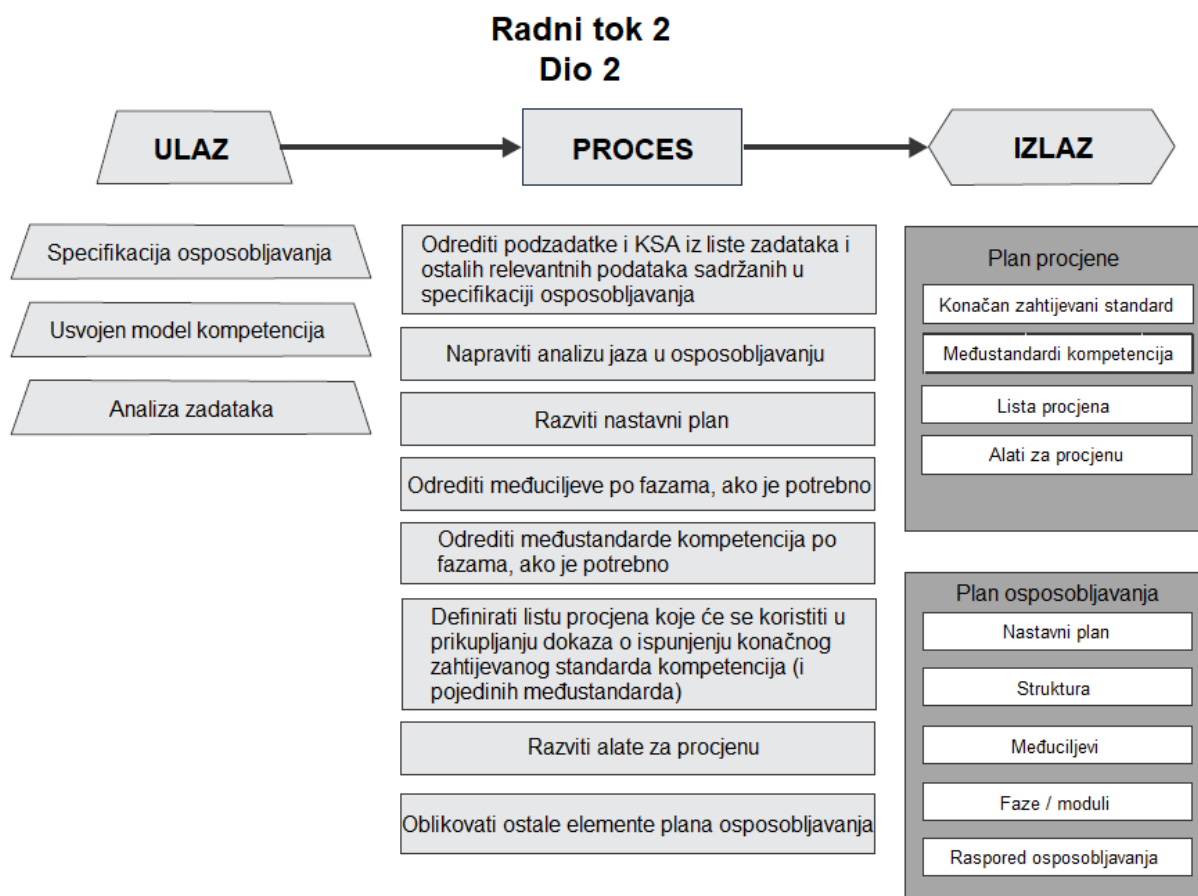 Radni tok 2
Dio 2
ULAZ
PROCES
IZLAZ
Specifikacija osposobljavanja
Usvojen model kompetencija
Analiza zadataka
Odrediti podzadatke i KSA iz liste zadataka i
ostalih relevantnih podataka sadržanih u
specifikaciji osposobljavanja
Napraviti analizu jaza u osposobljavanju
Razviti nastavni plan
Odrediti međuciljeve po fazama, ako je potrebno
Odrediti međustandarde kompetencija po
fazama, ako je potrebno
Definirati listu procjena koje će se koristiti u
prikupljanju dokaza o ispunjenju konačnog
zahtijevanog standarda kompetencija (i
pojedinih međustandarda)
Razviti alate za procjenu
Oblikovati ostale elemente plana osposobljavanja
Plan procjene
Konačan zahtijevani standard
Međustandardi kompetencija
Lista procjena
Alati za procjenu
Plan osposobljavanja
Nastavni plan
Struktura
Međuciljevi
Faze / moduli
Raspored osposobljavanja